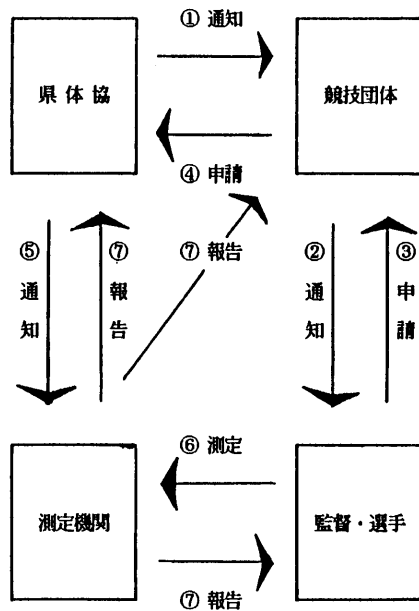 ① 通知
県体協
競技団体
④ 申請
⑤ 通知
⑦ 報告
⑦ 報告
② 通知
③ 申請
⑥ 測定
測定機関
監督・選手
⑦ 報告